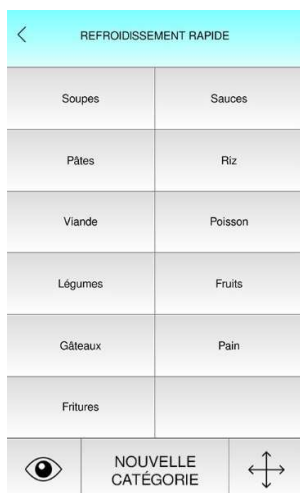 REFROIDISSEMENT RAPIDE
Soupes Sauces
Pâtes Riz
Viande Poisson
Légumes Fruits
Gâteaux Pain
Fritures
NOUVELLE
CATÉGORIE